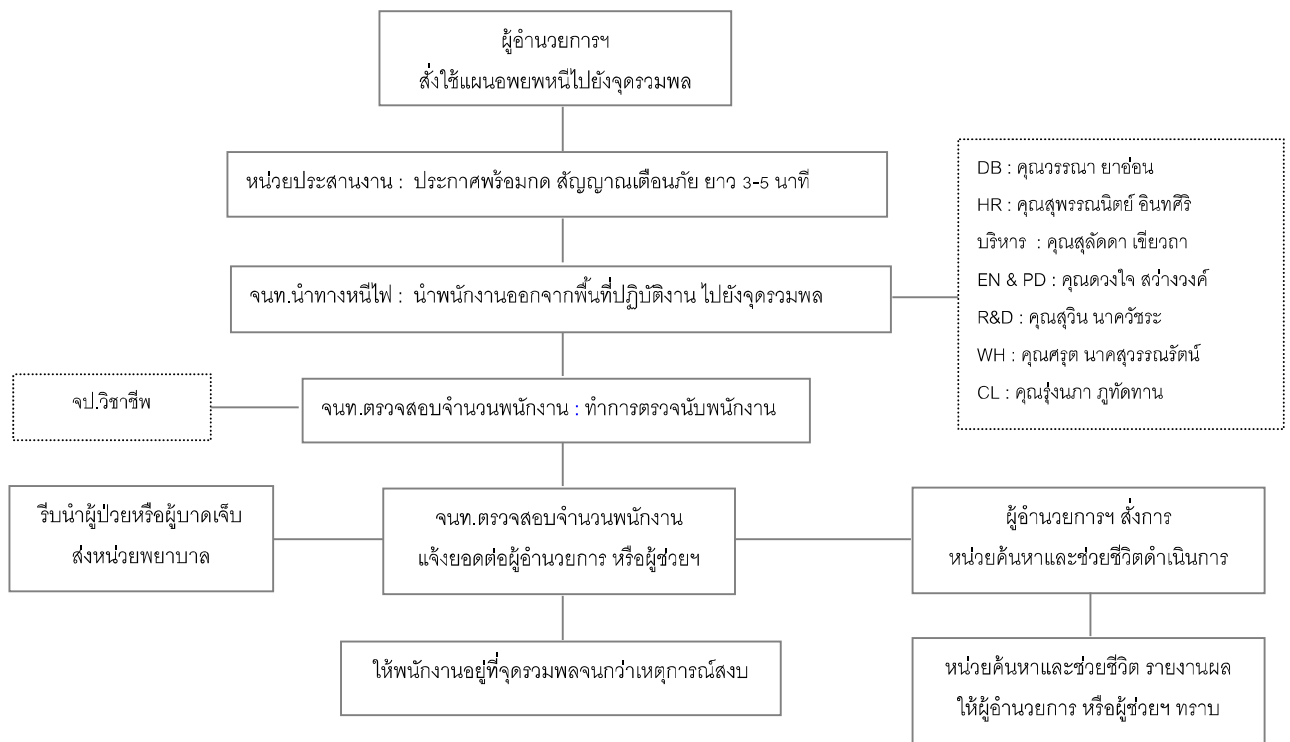 ผู้อำนวยการฯ
สั่งใช้แผนอพยพหนีไปยังจุดรวมพล
หน่วยประสานงาน : ประกาศพร้อมกด สัญญาณเตือนภัย ยาว 3-5 นาที
จนท.นำทางหนีไฟ : นำพนักงานออกจากพื้นที่ปฏิบัติงาน ไปยังจุดรวมพล
DB : คุณวรรณา ยาอ่อน
HR : คุณสุพรรณนิตย์ อินทศิริ
บริหาร : คุณสุลัดดา เขียวถา
EN & PD : คุณดวงใจ สว่างวงค์
R&D : คุณสุวิน นาควัชระ
WH : คุณศรุต นาคสุวรรณรัตน์
CL : คุณรุ่งนภา ภูทัดทาน
จป.วิชาชีพ
จนท.ตรวจสอบจำนวนพนักงาน : ทำการตรวจนับพนักงาน
รีบนำผู้ป่วยหรือผู้บาดเจ็บ
ส่งหน่วยพยาบาล
จนท.ตรวจสอบจำนวนพนักงาน
แจ้งยอดต่อผู้อำนวยการ หรือผู้ช่วยฯ
ผู้อำนวยการฯ สั่งการ
หน่วยค้นหาและช่วยชีวิตดำเนินการ
ให้พนักงานอยู่ที่จุดรวมพลจนกว่าเหตุการณ์สงบ
หน่วยค้นหาและช่วยชีวิต รายงานผล
ให้ผู้อำนวยการ หรือผู้ช่วยฯ ทราบ